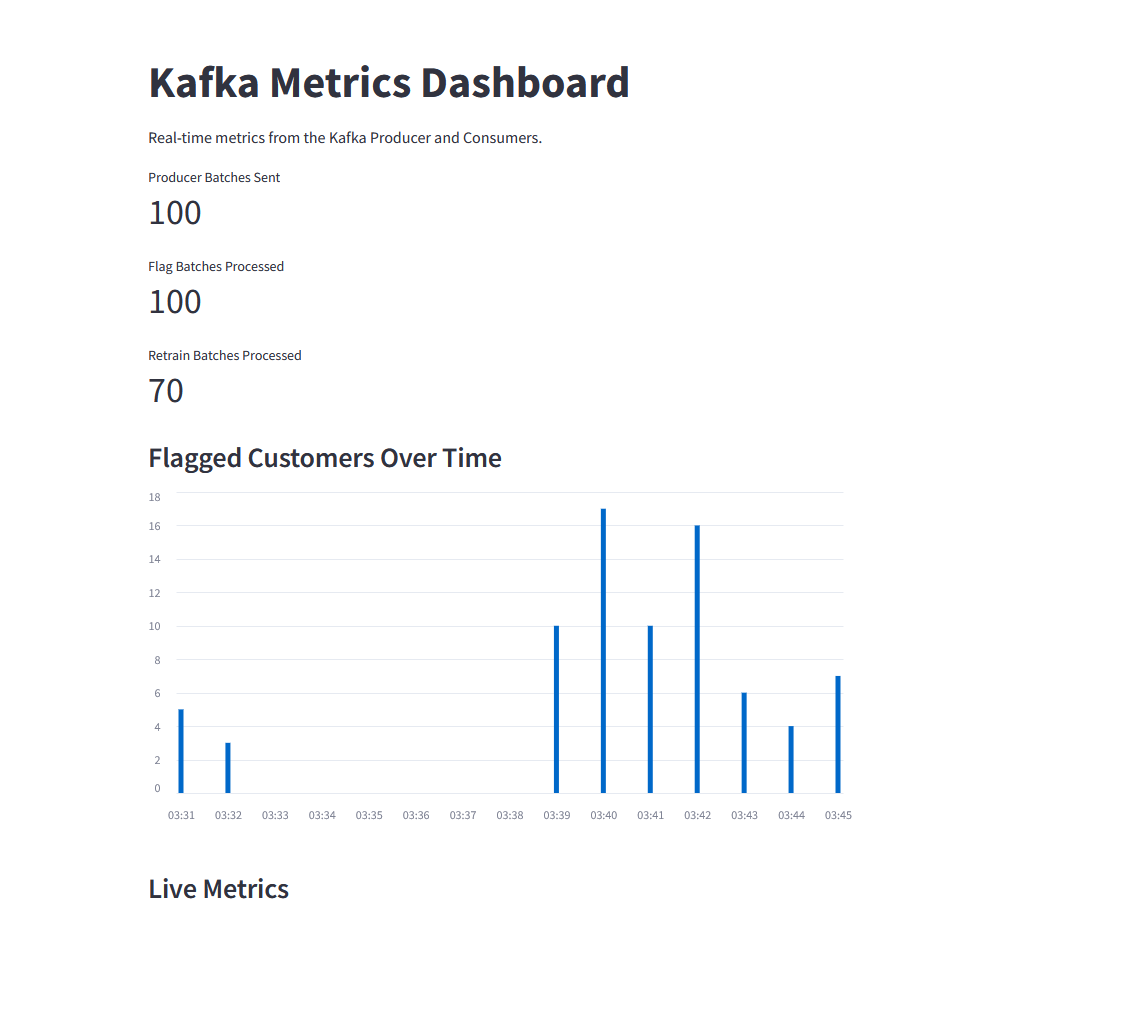 Kafka Metrics Dashboard
Real-time metrics from the Kafka Producer and Consumers.
Producer Batches Sent
100
Flag Batches Processed
100
Retrain Batches Processed
70
Flagged Customers Over Time
18
16
14
12
10
8
6
4
2
0
03:31 03:32 03:33 03:34 03:35 03:36 03:37 03:38 03:39 03:40 03:41 03:42 03:43 03:44 03:45
Live Metrics